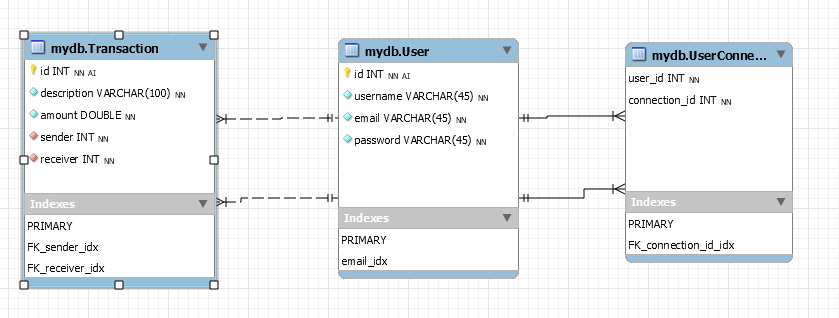 mydb.Transaction
id INT NN AI
description VARCHAR(100) NN
amount DOUBLE NN
sender INT NN
receiver INT NN
Indexes
PRIMARY
FK_sender_idx
FK_receiver_idx
mydb.User
id INT NN AI
username VARCHAR(45) NN
email VARCHAR(45) NN
password VARCHAR(45) NN
Indexes
PRIMARY
email_idx
mydb.UserConne...
user_id INT NN
connection_id INT NN
Indexes
PRIMARY
FK_connection_id_idx